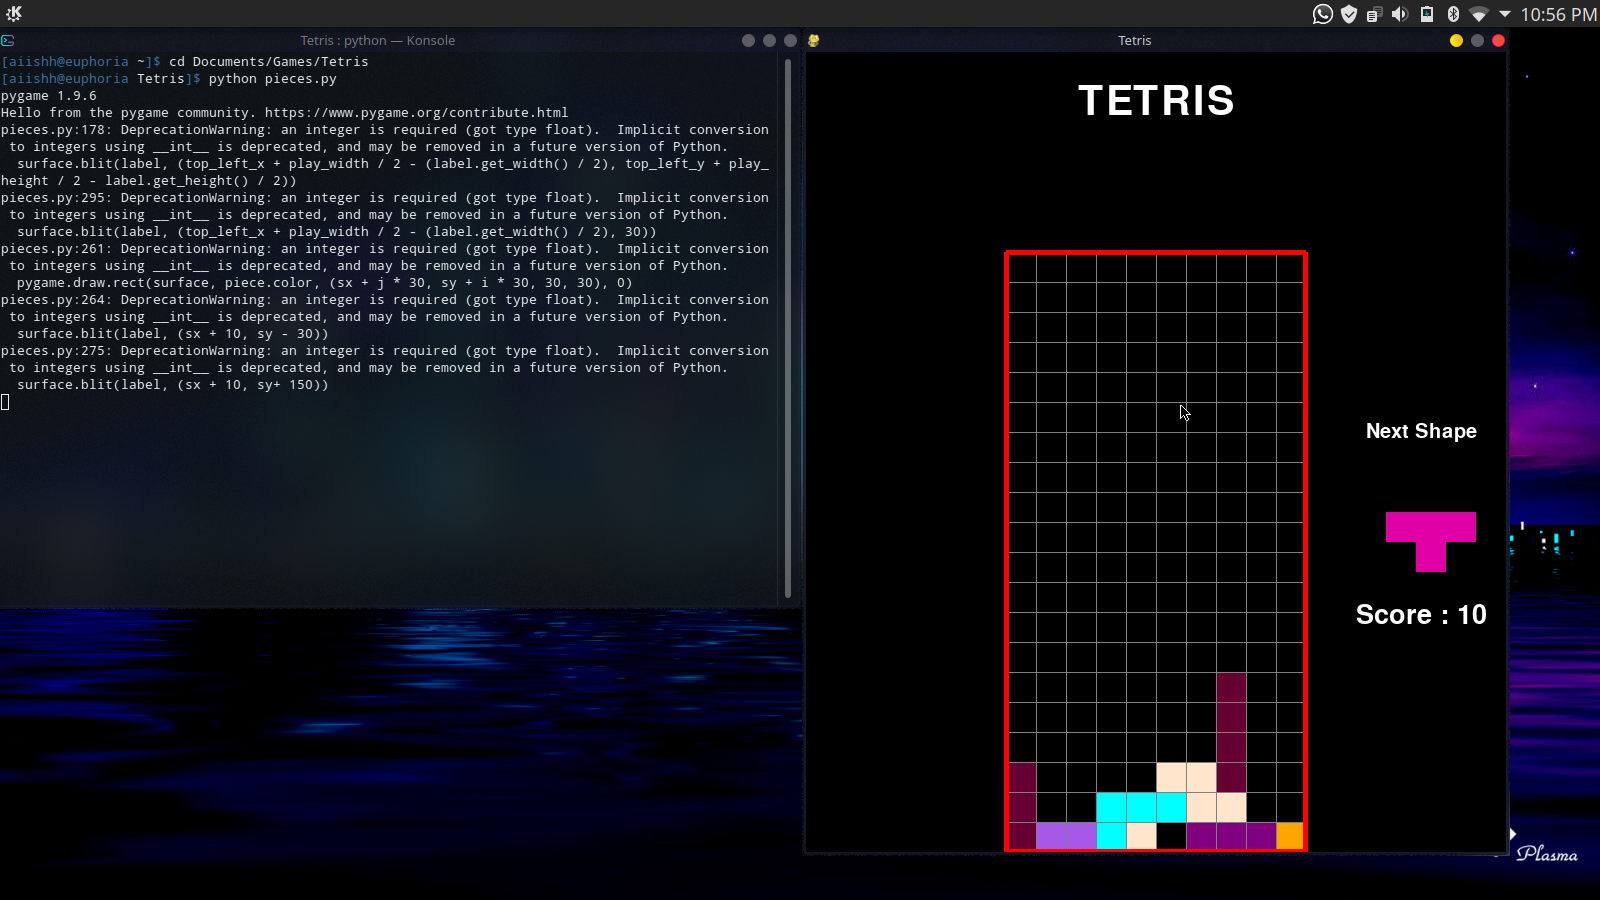 10:56 PM
Tetris : python — Konsole
[aiishh@euphoria ~]$ cd Documents/Games/Tetris
[aiishh@euphoria Tetris]$ python pieces.py
pygame 1.9.6
Hello from the pygame community. https://www.pygame.org/contribute.html
pieces.py:178: DeprecationWarning: an integer is required (got type float).  Implicit conversion
 to integers using __int__ is deprecated, and may be removed in a future version of Python.
  surface.blit(label, (top_left_x + play_width / 2 - (label.get_width() / 2), top_left_y + play_
height / 2 - label.get_height() / 2))
pieces.py:295: DeprecationWarning: an integer is required (got type float).  Implicit conversion
 to integers using __int__ is deprecated, and may be removed in a future version of Python.
  surface.blit(label, (top_left_x + play_width / 2 - (label.get_width() / 2), 30))
pieces.py:261: DeprecationWarning: an integer is required (got type float).  Implicit conversion
 to integers using __int__ is deprecated, and may be removed in a future version of Python.
  pygame.draw.rect(surface, piece.color, (sx + j * 30, sy + i * 30, 30, 30), 0)
pieces.py:264: DeprecationWarning: an integer is required (got type float).  Implicit conversion
 to integers using __int__ is deprecated, and may be removed in a future version of Python.
  surface.blit(label, (sx + 10, sy - 30))
pieces.py:275: DeprecationWarning: an integer is required (got type float).  Implicit conversion
 to integers using __int__ is deprecated, and may be removed in a future version of Python.
  surface.blit(label, (sx + 10, sy+ 150))
Tetris
TETRIS
Next Shape
Score : 10
Plasma